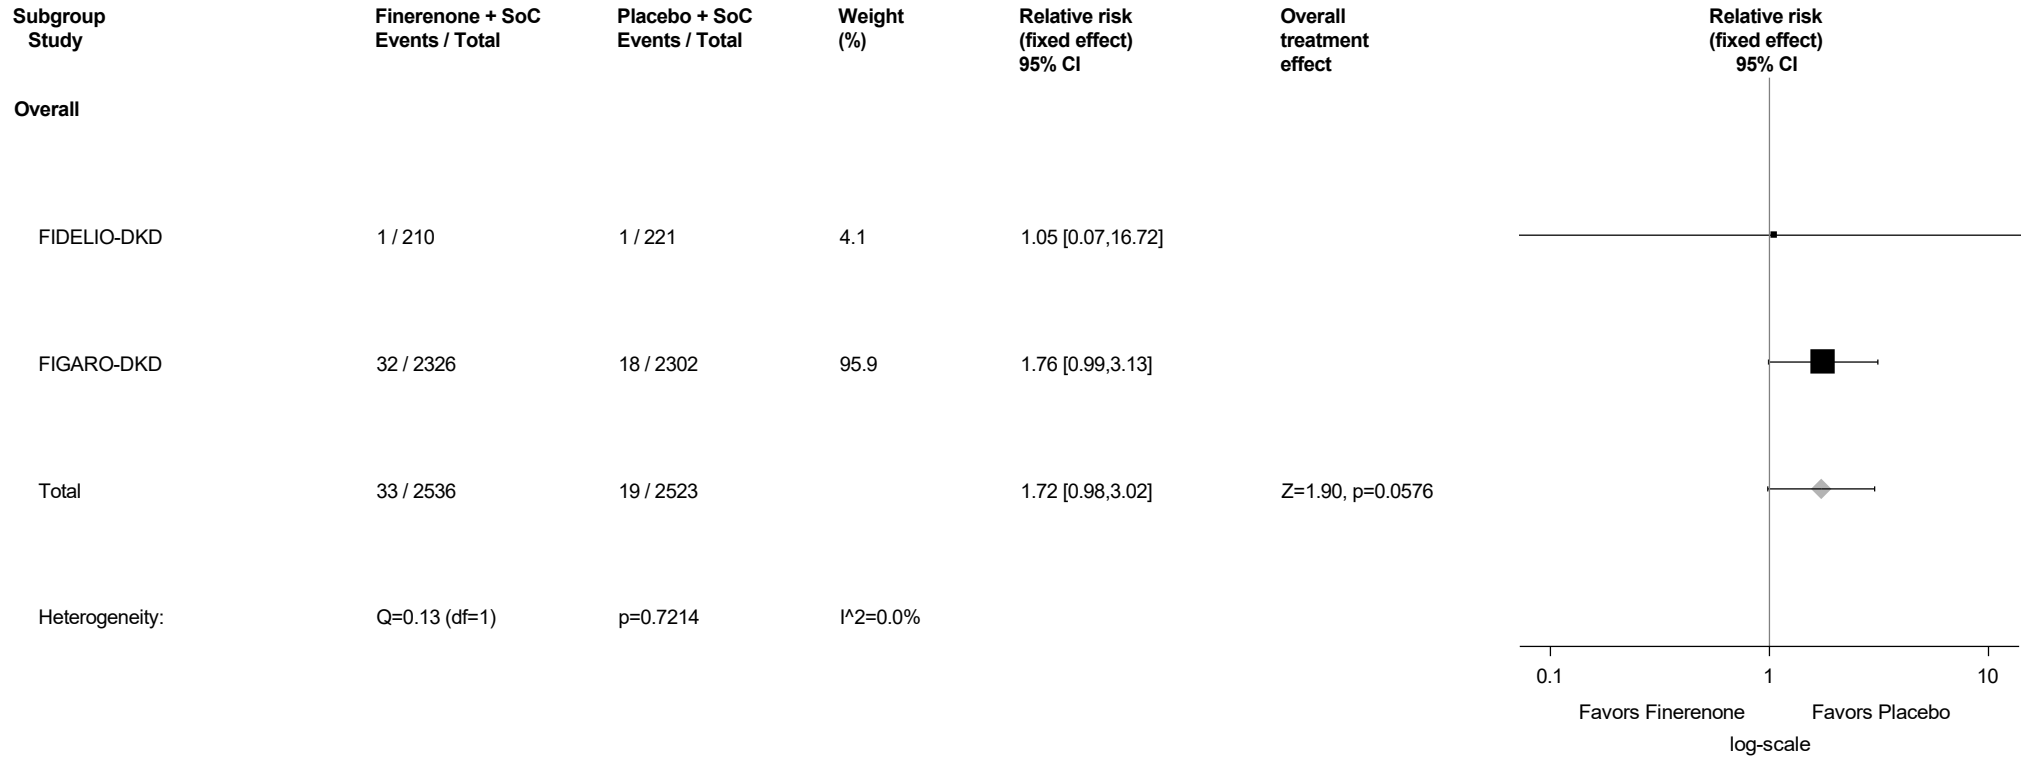 Subgroup Finerenone + SoC Placebo + SoC Weight Relative risk Overall Relative risk
Study Events / Total Events / Total (%) (fixed effect) treatment (fixed effect)
95% CI effect 95% CI
Overall
FIDELIO-DKD 1 / 210 1 / 221 4.1 1.05 [0.07,16.72]
FIGARO-DKD 32 / 2326 18 / 2302 95.9 1.76 [0.99,3.13]
Total 33 / 2536 19 / 2523 1.72 [0.98,3.02] Z=1.90, p=0.0576
Heterogeneity: Q=0.13 (df=1) p=0.7214 I^2=0.0%
0.1 1 10
Favors Finerenone Favors Placebo
log-scale